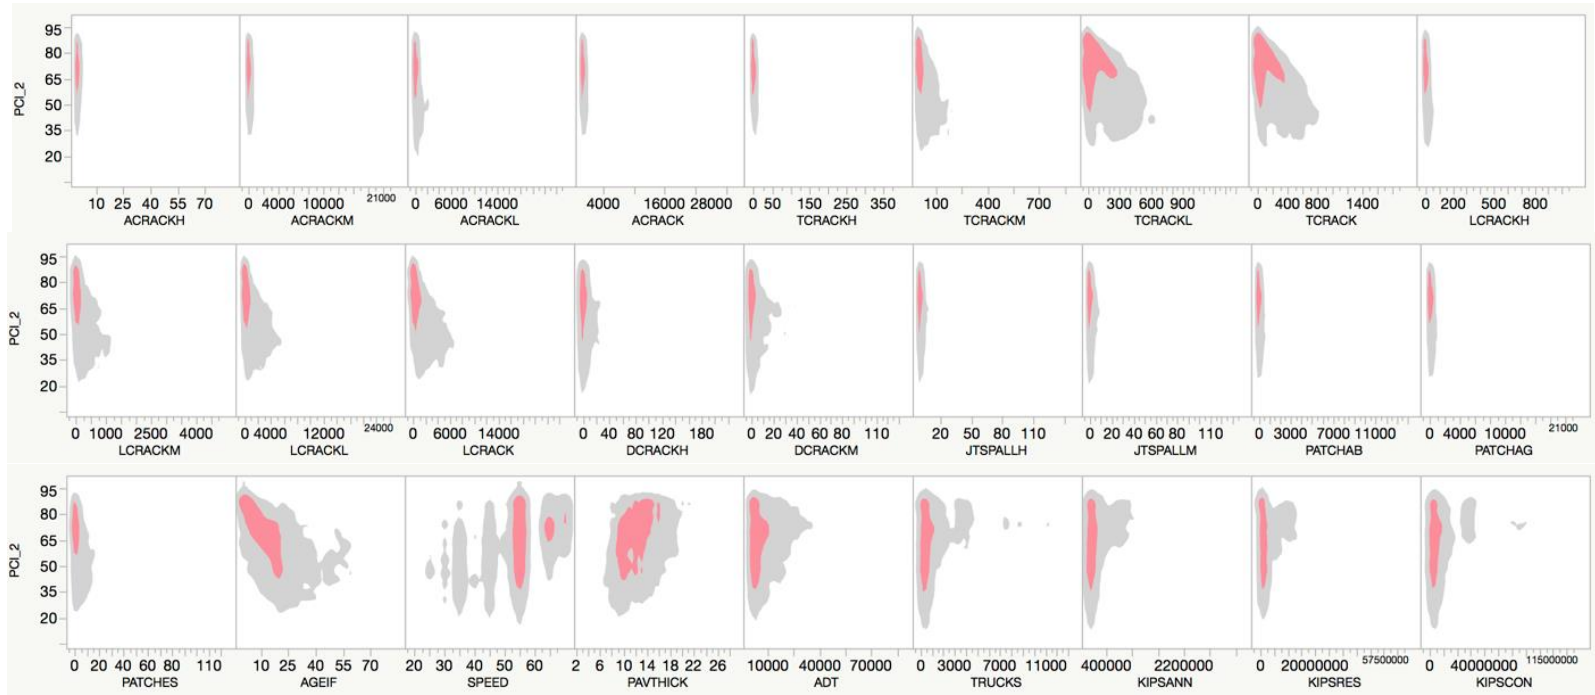 PCI_2
95
80
65
50
35
20
10 25 40 55 70
ACRACKH
0 4000 10000 21000
ACRACKM
0 6000 14000
ACRACKL
4000 16000 28000
ACRACK
0 50 150 250 350
TCRACKH
100 400 700
TCRACKM
0 300 600 900
TCRACKL
0 400 800 1400
TCRACK
0 200 500 800
LCRACKH
PCI_2
95
80
65
50
35
20
0 1000 2500 4000
LCRACKM
0 4000 12000 24000
LCRACKL
0 6000 14000
LCRACK
0 40 80 120 180
DCRACKH
0 20 40 60 80 110
DCRACKM
20 50 80 110
JTSPALLH
0 20 40 60 80 110
JTSPALLM
0 3000 7000 11000
PATCHAB
0 4000 10000 21000
PATCHAG
PCI_2
95
80
65
50
35
20
0 20 40 60 80 110
PATCHES
10 25 40 55 70
AGEIF
20 30 40 50 60
SPEED
2 6 10 14 18 22 26
PAVTHICK
10000 40000 70000
ADT
0 3000 7000 11000
TRUCKS
400000 2200000
KIPSANN
0 20000000 57500000
KIPSRES
0 40000000 115000000
KIPSCON